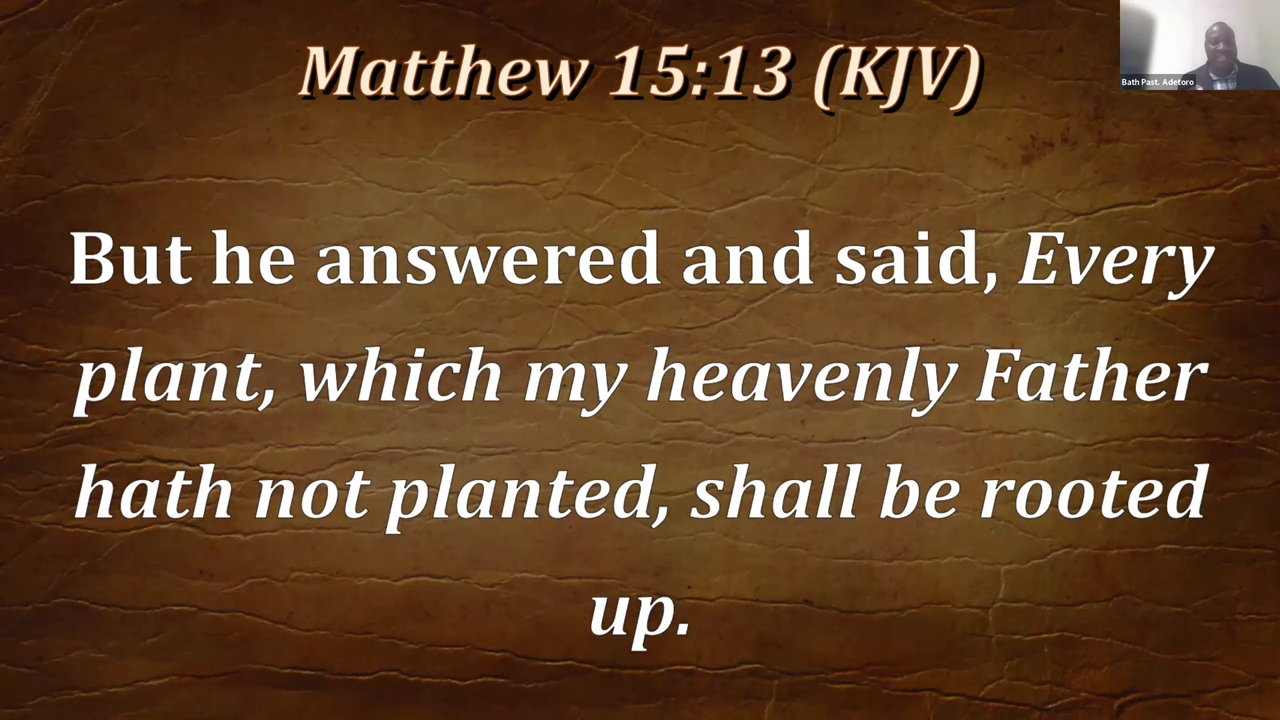 Matthew 15:13 (KJV)
Bath Past. Adetoro
But he answered and said, Every
plant, which my heavenly Father
hath not planted, shall be rooted
up.